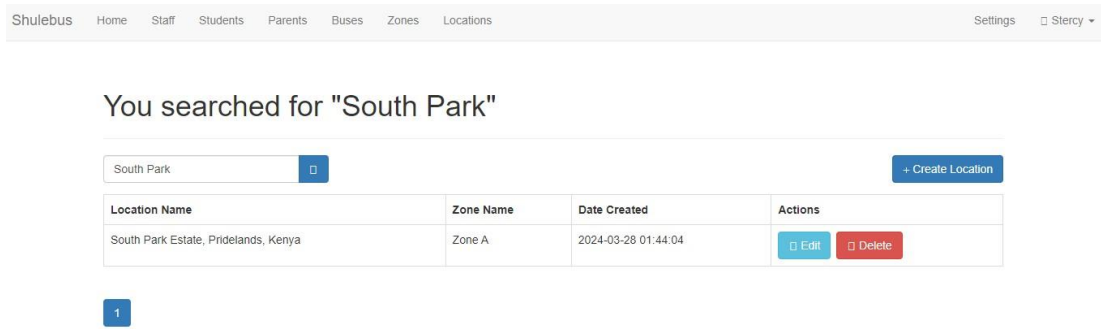 Shulebus Home Staff Students Parents Buses Zones Locations Settings Stercy
You searched for "South Park"
South Park + Create Location
Location Name Zone Name Date Created Actions
South Park Estate, Pridelands, Kenya Zone A 2024-03-28 01:44:04 Edit Delete
1